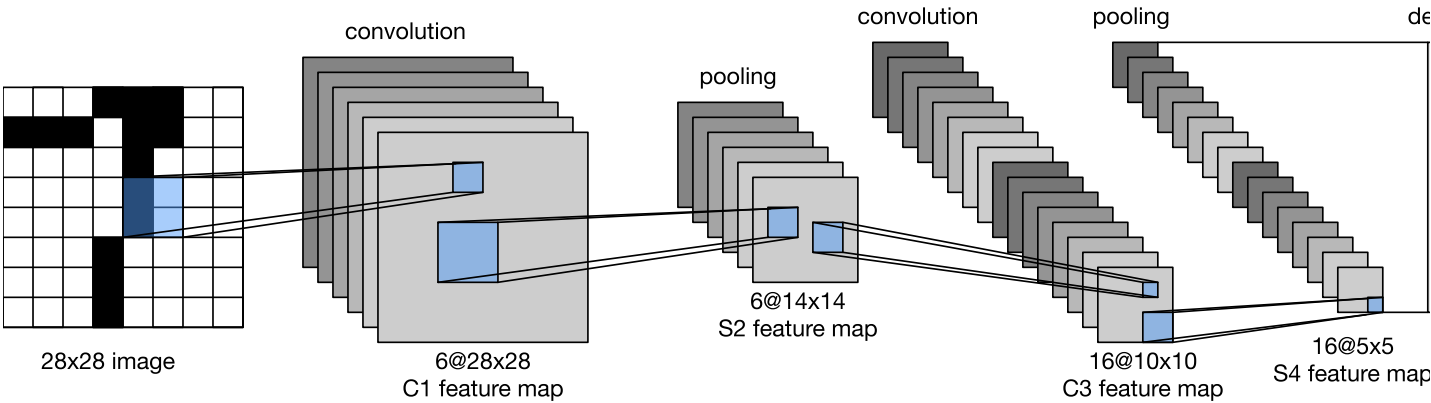 convolution
pooling
convolution
pooling
de
28x28 image
6@28x28
C1 feature map
6@14x14
S2 feature map
16@10x10
C3 feature map
16@5x5
S4 feature map